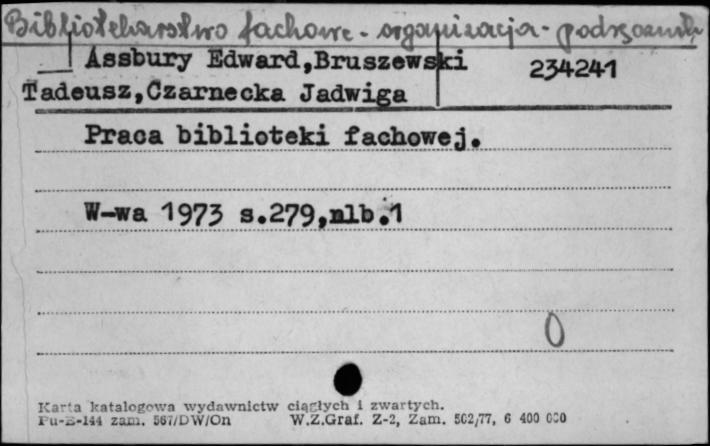 Bibliotekarstwo fachowe - organizacja - podręczniki
Assbury Edward,Bruszewski
234241
Tadeusz,Czarnecka Jadwiga
Praca biblioteki fachowej.
W-wa 1973 s.279,nlb.1
0
Karta katalogowa wydawnictw ciągłych i zwartych.
Pu-B-144 zam. 567/DW/On W.Z.Graf. Z-2, Zam. 502/77, 6 400 000